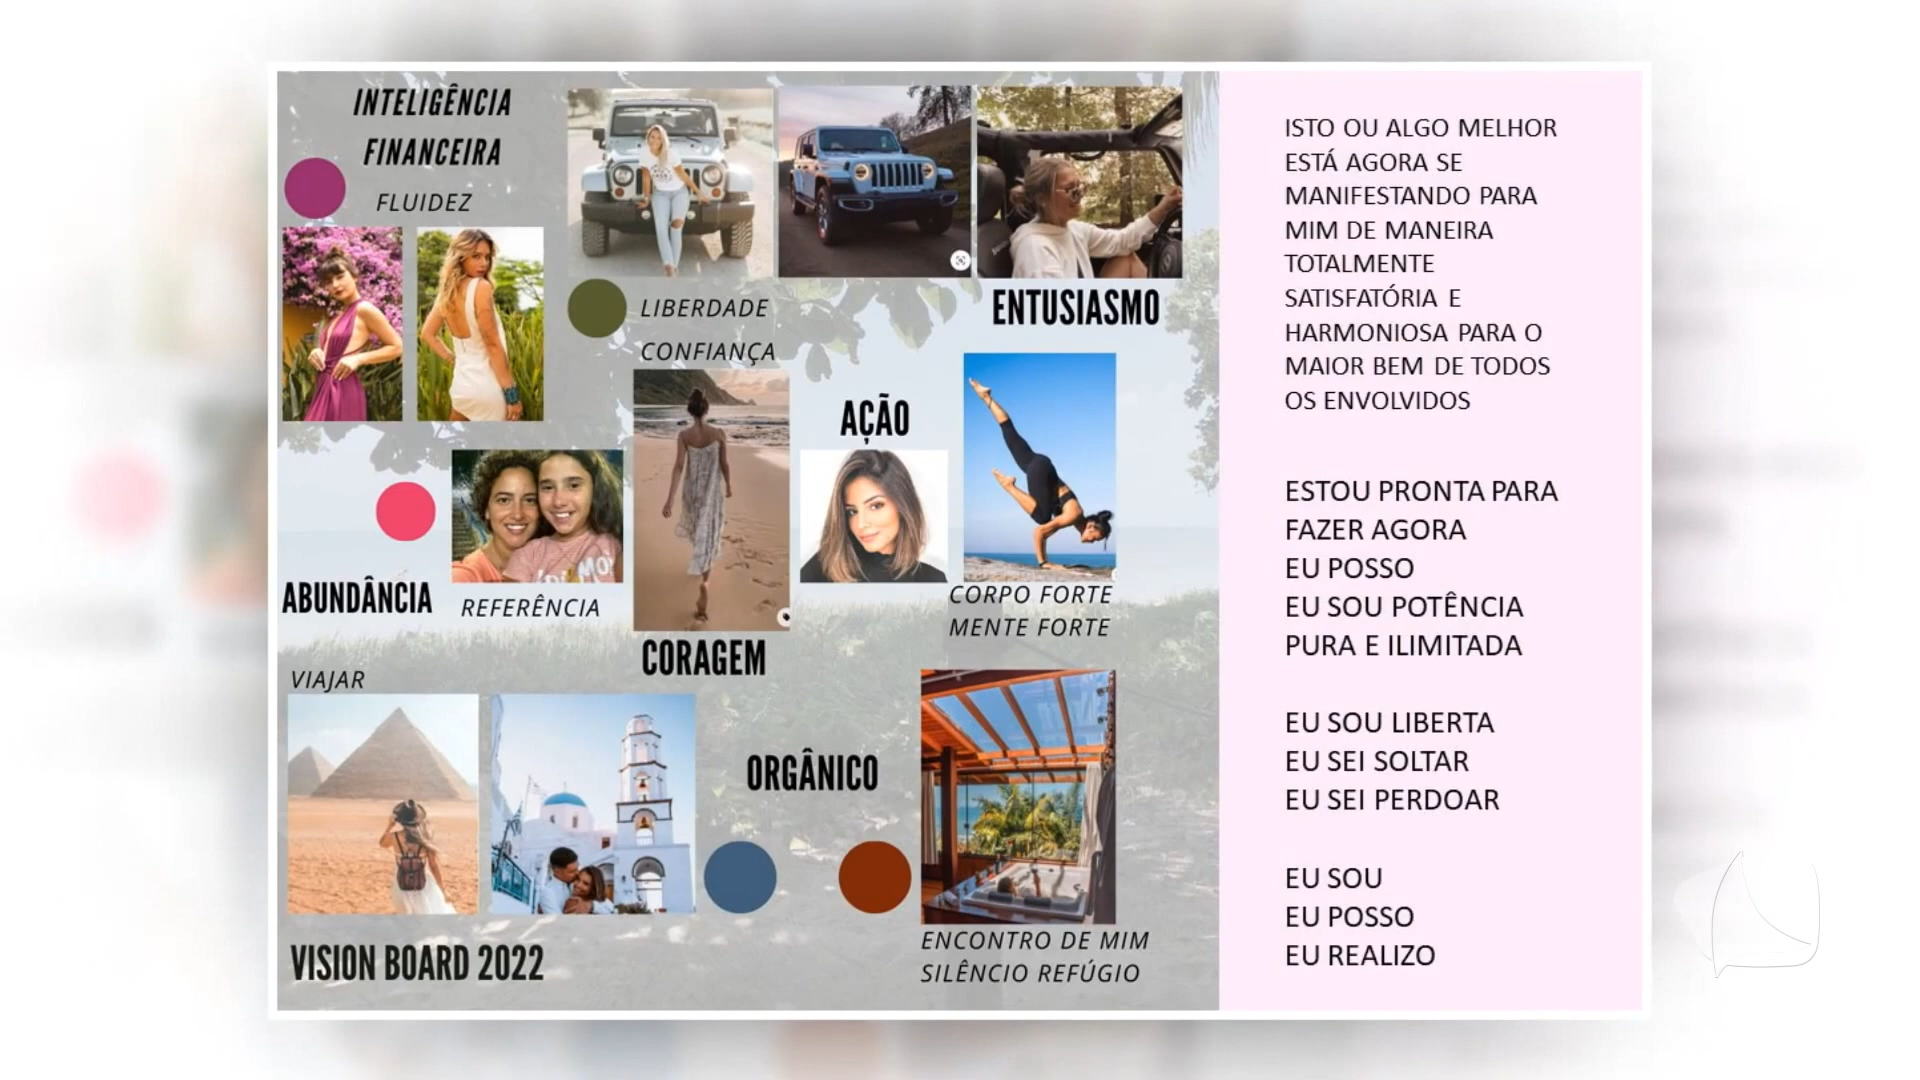 INTELIGÊNCIA
FINANCEIRA
FLUIDEZ
LIBERDADE
CONFIANÇA
ENTUSIASMO
AÇÃO
ABUNDÂNCIA
REFERÊNCIA
CORAGEM
CORPO FORTE
MENTE FORTE
VIAJAR
ORGÂNICO
ENCONTRO DE MIM
SILÊNCIO REFÚGIO
VISION BOARD 2022
ISTO OU ALGO MELHOR
ESTÁ AGORA SE
MANIFESTANDO PARA
MIM DE MANEIRA
TOTALMENTE
SATISFATÓRIA E
HARMONIOSA PARA O
MAIOR BEM DE TODOS
OS ENVOLVIDOS
ESTOU PRONTA PARA
FAZER AGORA
EU POSSO
EU SOU POTÊNCIA
PURA E ILIMITADA
EU SOU LIBERTA
EU SEI SOLTAR
EU SEI PERDOAR
EU SOU
EU POSSO
EU REALIZO